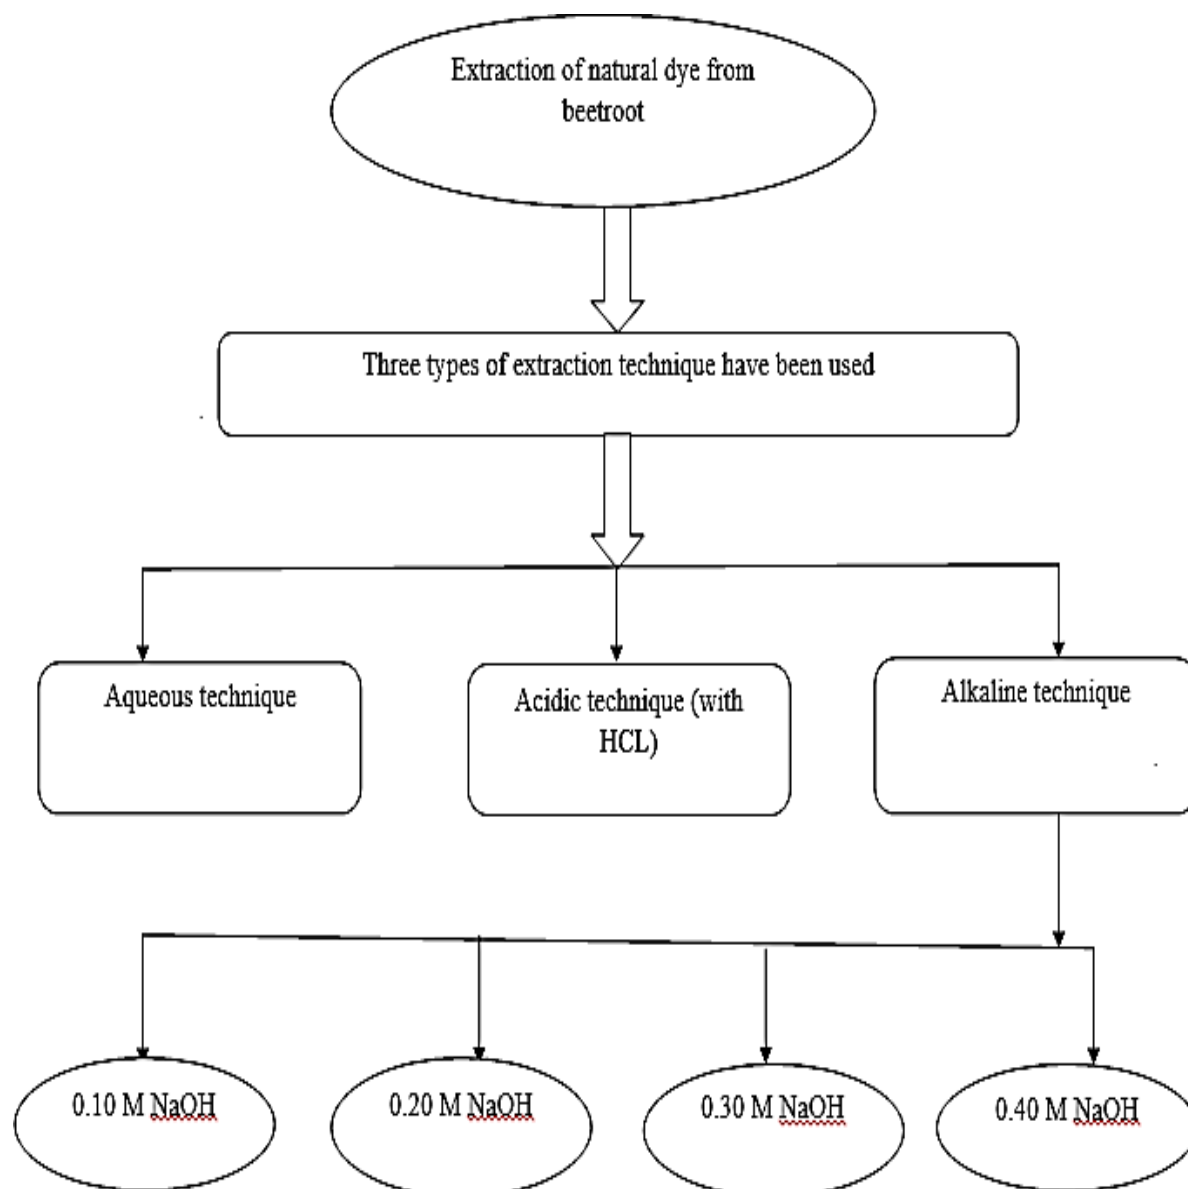 Extraction of natural dye from
beetroot
Three types of extraction technique have been used
Aqueous technique
Acidic technique (with
HCL)
Alkaline technique
0.10 M NaOH
0.20 M NaOH
0.30 M NaOH
0.40 M NaOH